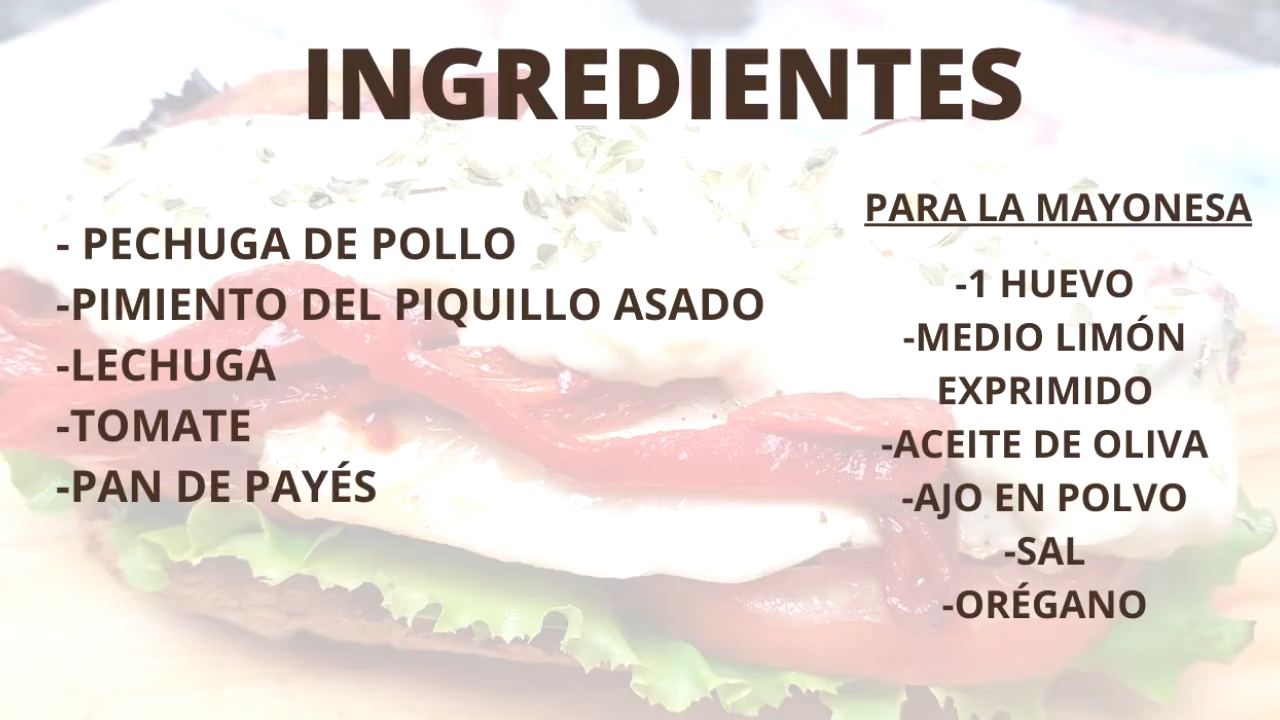 INGREDIENTES
- PECHUGA DE POLLO
-PIMIENTO DEL PIQUILLO ASADO
-LECHUGA
-TOMATE
-PAN DE PAYÉS
PARA LA MAYONESA
-1 HUEVO
-MEDIO LIMÓN
EXPRIMIDO
-ACEITE DE OLIVA
-AJO EN POLVO
-SAL
-ORÉGANO